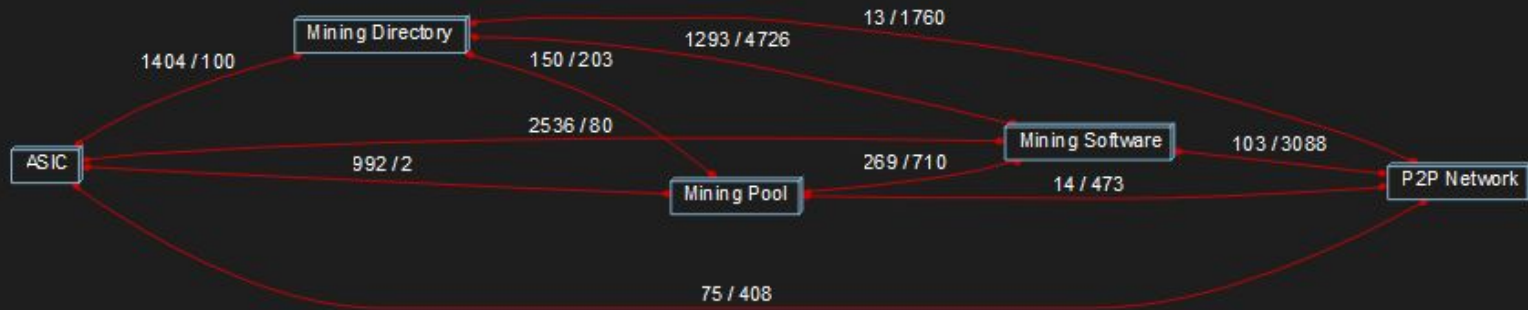 13 / 1760
Mining Directory
1293 / 4726
1404 / 100
150 / 203
2536 / 80
Mining Software
103 / 3088
ASIC
992 / 2
269 / 710
P2P Network
Mining Pool
14 / 473
75 / 408